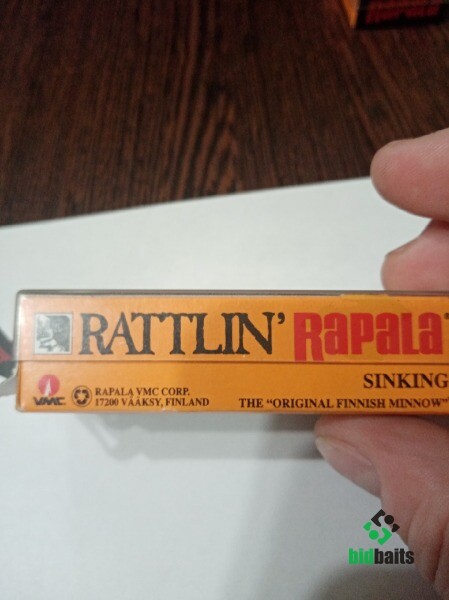 RATTLIN' Rapala
SINKING
VMC RAPALA VMC CORP.
17200 VÄÄKSY, FINLAND THE "ORIGINAL FINNISH MINNOW"
bidbaits